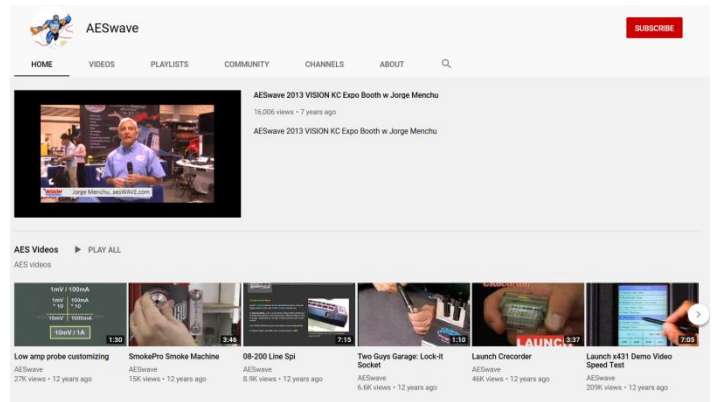 AESwave
SUBSCRIBE
HOME VIDEOS PLAYLISTS COMMUNITY CHANNELS ABOUT
AESwave 2013 VISION KC Expo Booth w Jorge Menchu
16,006 views • 7 years ago
AESwave 2013 VISION KC Expo Booth w Jorge Menchu
Jorge Menchu, aesWAVE.com
AES Videos ▶ PLAY ALL
AES videos
1mV / 100mA
1mV 100mA
* 10 * 10
10mV 1000mA
10mV / 1A
1:30
3:46
7:15
1:10
LAUNC
3:37
7:05
Low amp probe customizing
AESwave
27K views • 12 years ago
SmokePro Smoke Machine
AESwave
15K views • 12 years ago
08-200 Line Spi
AESwave
8.9K views • 12 years ago
Two Guys Garage: Lock-it
Socket
AESwave
6.6K views • 12 years ago
Launch Crecorder
AESwave
46K views • 12 years ago
Launch x431 Demo Video
Speed Test
AESwave
209K views • 12 years ago